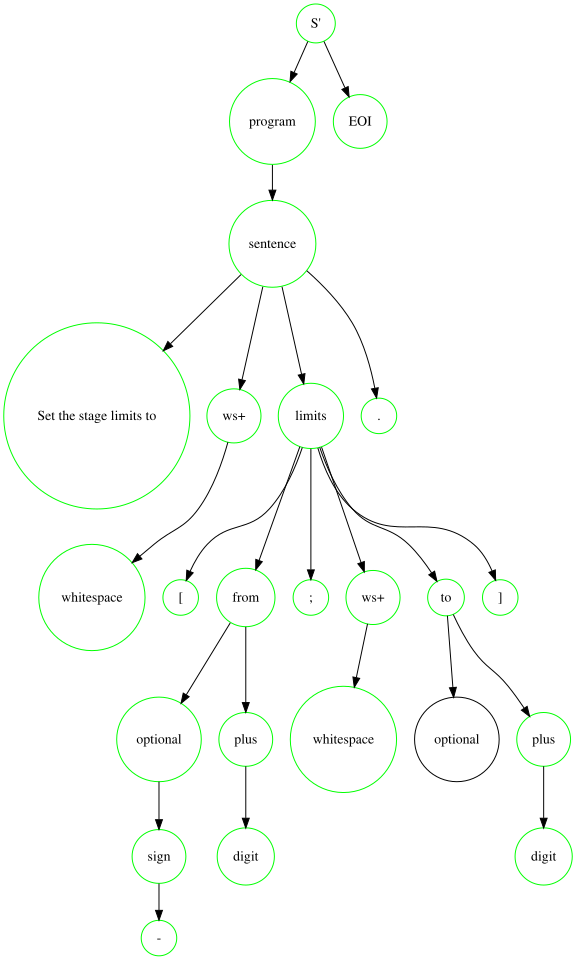 S'
program
EOI
sentence
Set the stage limits to
ws+
limits
.
whitespace
[
from
;
ws+
to
]
optional
plus
whitespace
optional
plus
sign
digit
digit
-